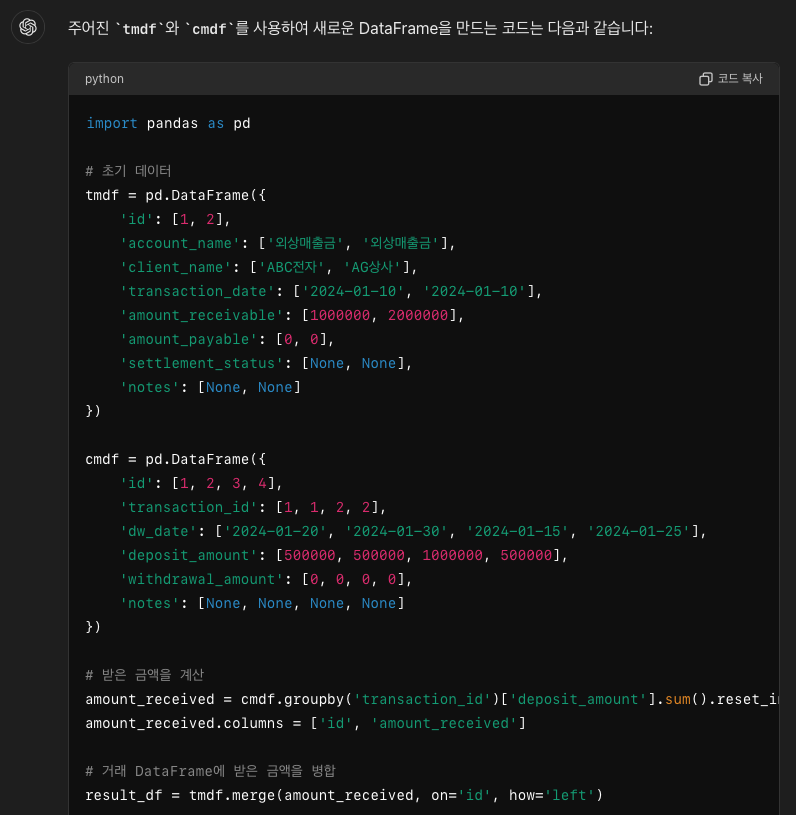 주어진 `tmdf`와 `cmdf`를 사용하여 새로운 DataFrame을 만드는 코드는 다음과 같습니다:
python
코드 복사
import pandas as pd
# 초기 데이터
tmdf = pd.DataFrame({
    'id': [1, 2],
    'account_name': ['외상매출금', '외상매출금'],
    'client_name': ['ABC전자', 'AG상사'],
    'transaction_date': ['2024-01-10', '2024-01-10'],
    'amount_receivable': [1000000, 2000000],
    'amount_payable': [0, 0],
    'settlement_status': [None, None],
    'notes': [None, None]
})
cmdf = pd.DataFrame({
    'id': [1, 2, 3, 4],
    'transaction_id': [1, 1, 2, 2],
    'dw_date': ['2024-01-20', '2024-01-30', '2024-01-15', '2024-01-25'],
    'deposit_amount': [500000, 500000, 1000000, 500000],
    'withdrawal_amount': [0, 0, 0, 0],
    'notes': [None, None, None, None]
})
# 받은 금액을 계산
amount_received = cmdf.groupby('transaction_id')['deposit_amount'].sum().reset_i
amount_received.columns = ['id', 'amount_received']
# 거래 DataFrame에 받은 금액을 병합
result_df = tmdf.merge(amount_received, on='id', how='left')